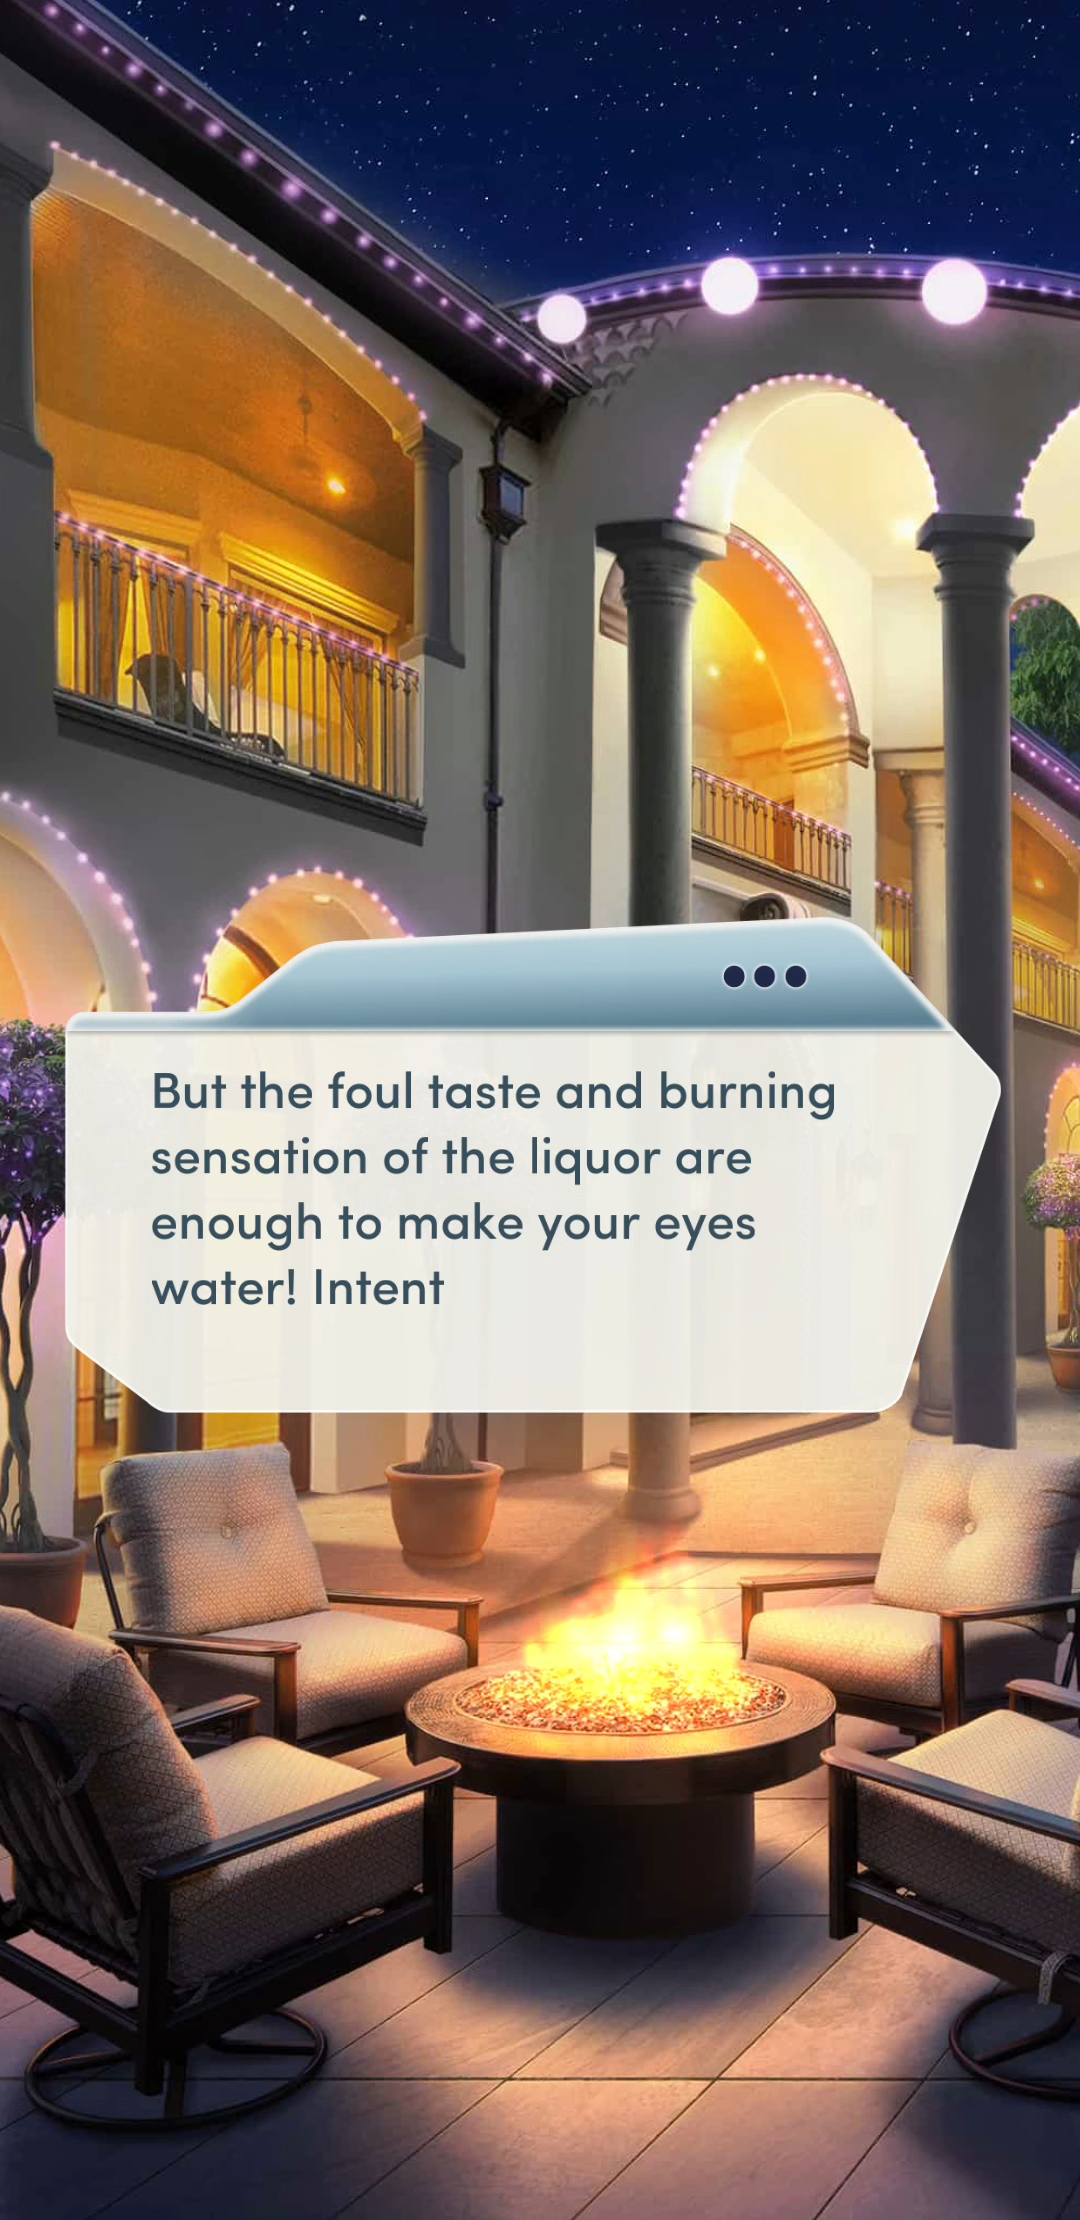 But the foul taste and burning
sensation of the liquor are
enough to make your eyes
water! Intent